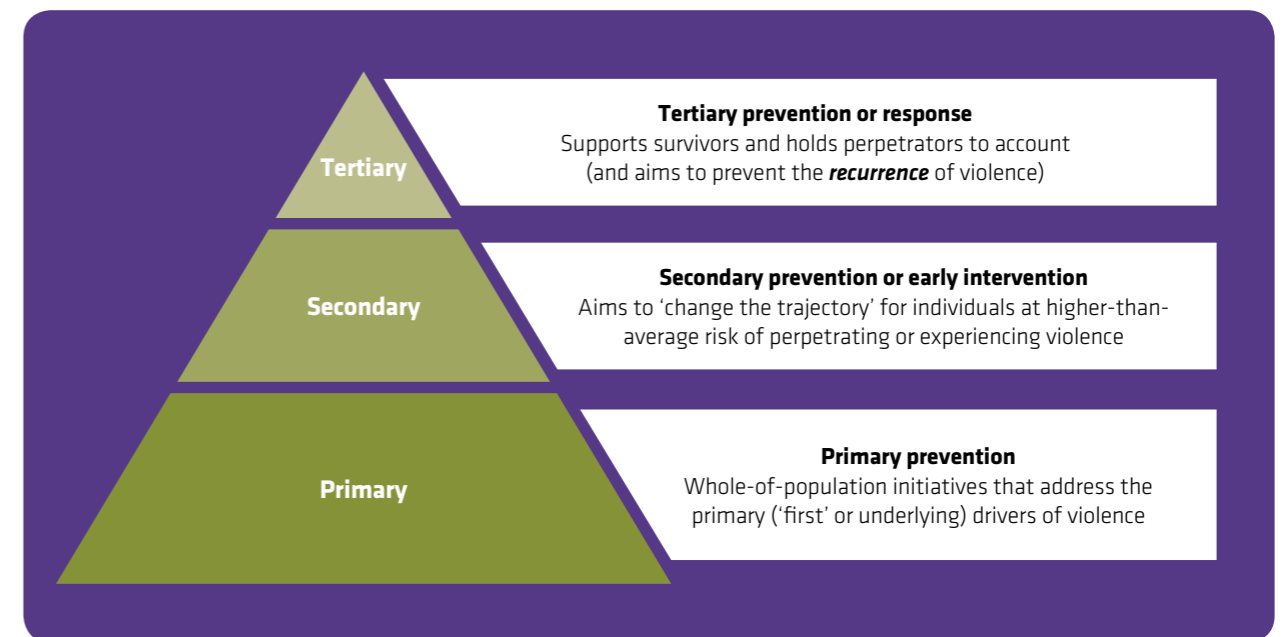 Tertiary
Tertiary prevention or response
Supports survivors and holds perpetrators to account
(and aims to prevent the recurrence of violence)
Secondary
Secondary prevention or early intervention
Aims to ‘change the trajectory’ for individuals at higher-than-
average risk of perpetrating or experiencing violence
Primary
Primary prevention
Whole-of-population initiatives that address the
primary (‘first’ or underlying) drivers of violence